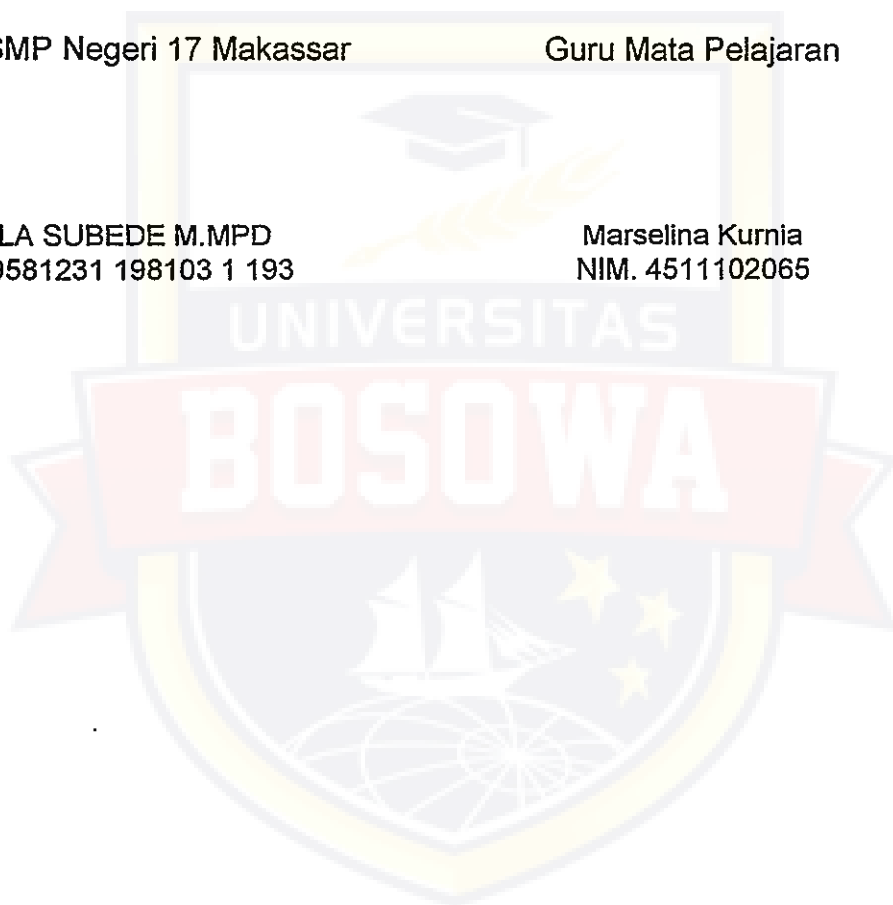 SMP Negeri 17 Makassar
Guru Mata Pelajaran
LA SUBEDE M.MPD
Marselina Kurnia
9581231 198103 1 193
NIM. 4511102065
UNIVERSITAS
BOSOWA